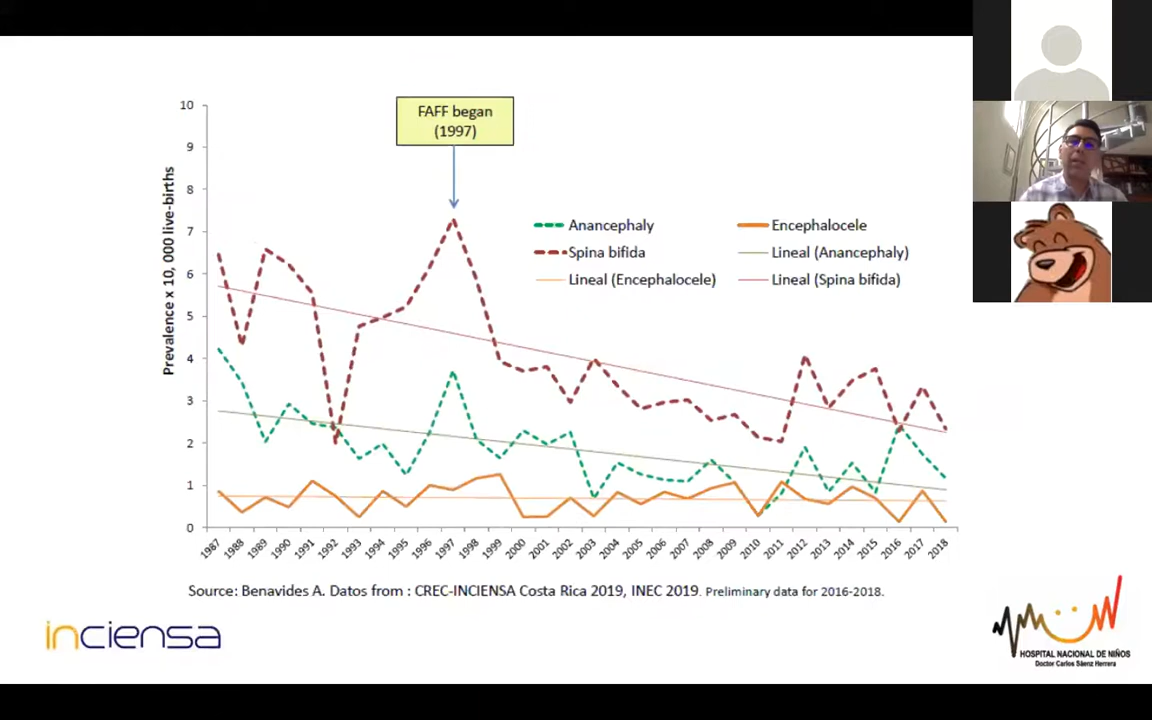 FAFF began
(1997)
Prevalence x 10, 000 live-births
10
9
8
7
6
5
4
3
2
1
0
Anancephaly
Encephalocele
Spina bifida
Lineal (Anancephaly)
Lineal (Encephalocele)
Lineal (Spina bifida)
1987 1988 1989 1990 1991 1992 1993 1994 1995 1996 1997 1998 1999 2000 2001 2002 2003 2004 2005 2006 2007 2008 2009 2010 2011 2012 2013 2014 2015 2016 2017 2018
Source: Benavides A. Datos from : CREC-INCIENSA Costa Rica 2019, INEC 2019. Preliminary data for 2016-2018.
inciensa
HOSPITAL NACIONAL DE NIÑOS
Doctor Carlos Sáenz Herrera